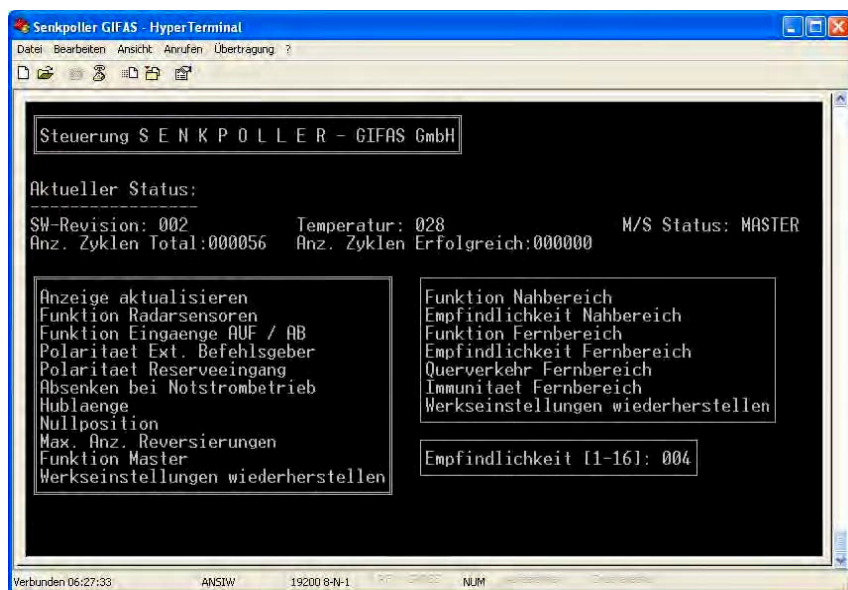 Senkpoller GIFAS - HyperTerminal
Datei Bearbeiten Ansicht Anrufen Übertragung ?
Steuerung S E N K P O L L E R - GIFAS GmbH
Aktueller Status:
-----------------
SW-Revision: 002 Temperatur: 028 M/S Status: MASTER
Anz. Zyklen Total:000056 Anz. Zyklen Erfolgreich:000000
Anzeige aktualisieren
Funktion Radarsensoren
Funktion Eingaenge AUF / AB
Polaritaet Ext. Befehlsgeber
Polaritaet Reserveeingang
Absenken bei Notstrombetrieb
Hublaenge
Nullposition
Max. Anz. Reversierungen
Funktion Master
Werkseinstellungen wiederherstellen
Funktion Nahbereich
Empfindlichkeit Nahbereich
Funktion Fernbereich
Empfindlichkeit Fernbereich
Querverkehr Fernbereich
Immunitaet Fernbereich
Werkseinstellungen wiederherstellen
Empfindlichkeit [1-16]: 004
Verbunden 06:27:33 ANSIW 19200 8-N-1 NUM